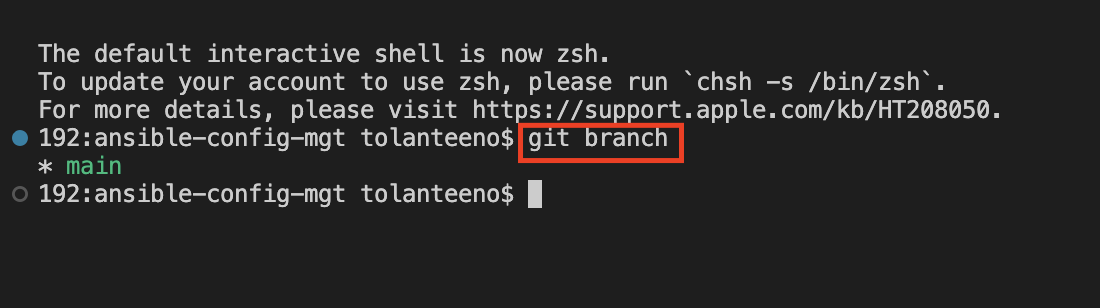 The default interactive shell is now zsh.
To update your account to use zsh, please run `chsh -s /bin/zsh`.
For more details, please visit https://support.apple.com/kb/HT208050.
192:ansible-config-mgt tolanteeno$ git branch
* main
192:ansible-config-mgt tolanteeno$